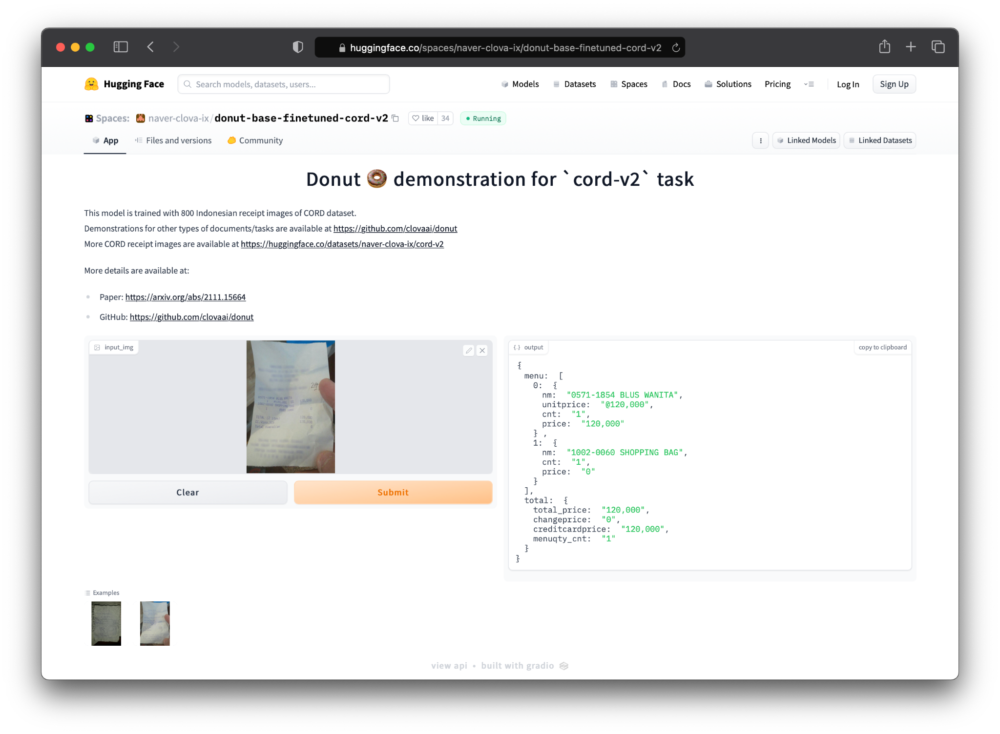 huggingface.co/spaces/naver-clova-ix/donut-base-finetuned-cord-v2
Hugging Face
Search models, datasets, users...
Models
Datasets
Spaces
Docs
Solutions
Pricing
Log In
Sign Up
Spaces:
naver-clova-ix/donut-base-finetuned-cord-v2
like
34
Running
App
Files and versions
Community
Linked Models
Linked Datasets
Donut 🍩 demonstration for `cord-v2` task
This model is trained with 800 Indonesian receipt images of CORD dataset.
Demonstrations for other types of documents/tasks are available at https://github.com/clovaai/donut
More CORD receipt images are available at https://huggingface.co/datasets/naver-clova-ix/cord-v2
More details are available at:
Paper: https://arxiv.org/abs/2111.15664
GitHub: https://github.com/clovaai/donut
input_img
TOTAL (2 item) 120,000
Clear
Submit
{..} output
copy to clipboard
{
menu: [
0: {
nm: "0571-1854 BLUS WANITA",
unitprice: "@120,000",
cnt: "1",
price: "120,000"
} ,
1: {
nm: "1002-0060 SHOPPING BAG",
cnt: "1",
price: "0"
}
],
total: {
total_price: "120,000",
changeprice: "0",
creditcardprice: "120,000",
menuqty_cnt: "1"
}
}
Examples
view api • built with gradio